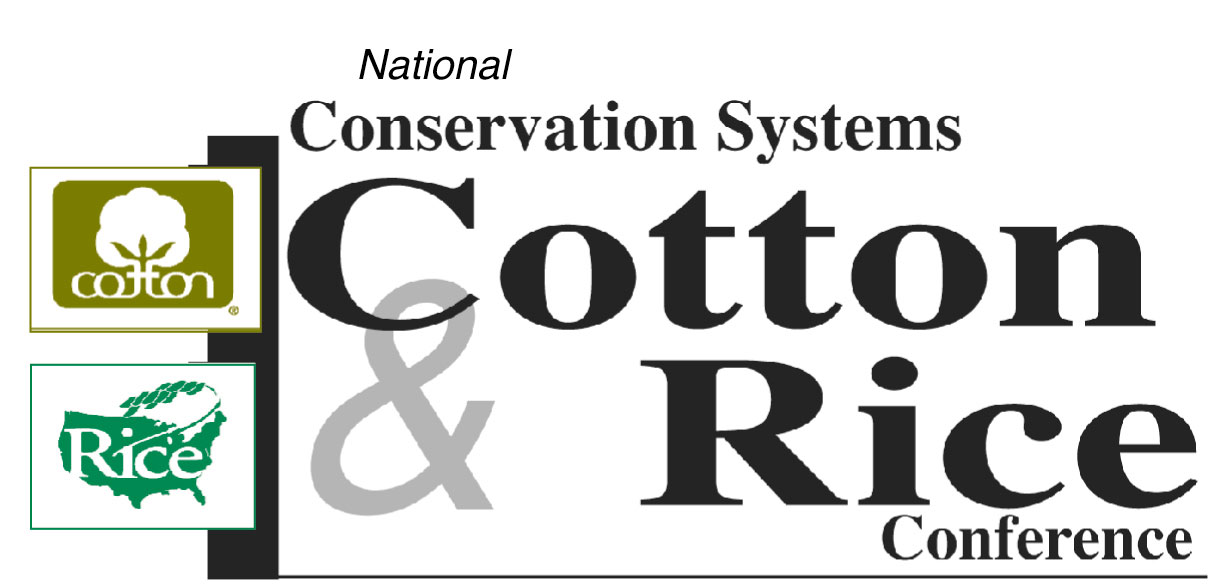 National
Conservation Systems
Cotton
&
Rice
Conference
cotton
®
Rice